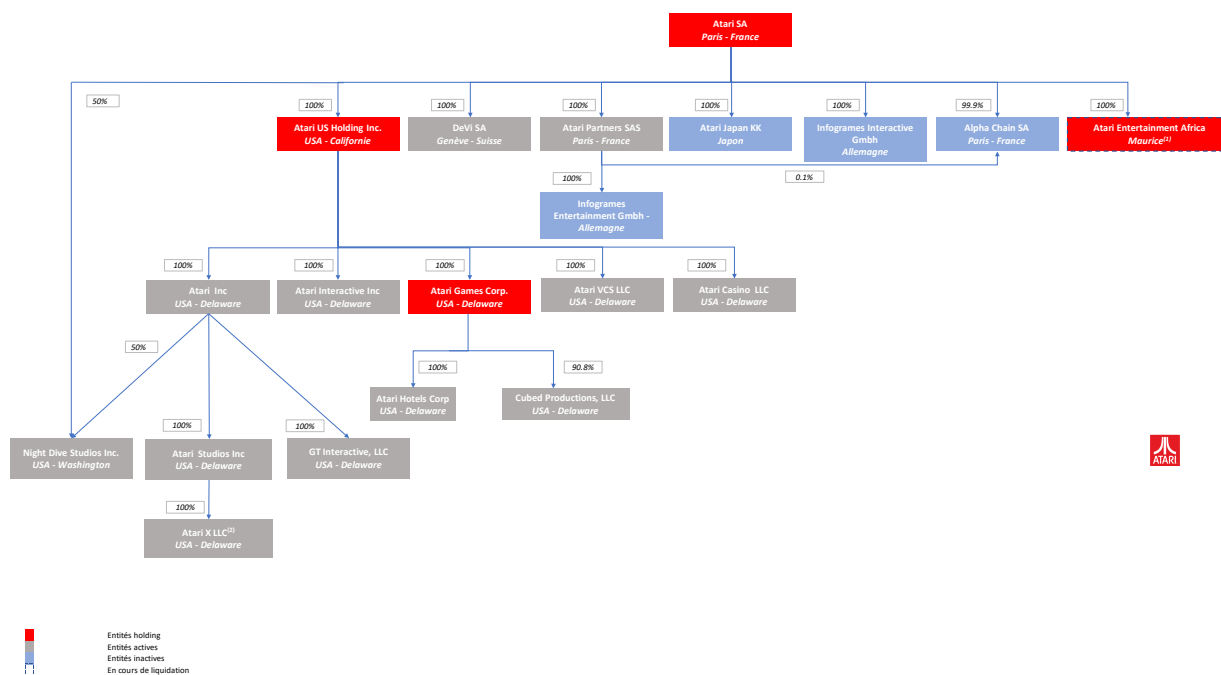 Atari SA
Paris - France
50%
100%
100%
100%
100%
100%
99.9%
100%
Atari US Holding Inc.
USA - Californie
DeVi SA
Genève - Suisse
Atari Partners SAS
Paris - France
Atari Japan KK
Japon
Infogrames Interactive
Gmbh
Allemagne
Alpha Chain SA
Paris - France
Atari Entertainment Africa
Maurice(1)
100%
0.1%
Infogrames
Entertainment Gmbh -
Allemagne
100%
100%
100%
100%
100%
Atari Inc
USA - Delaware
Atari Interactive Inc
USA - Delaware
Atari Games Corp.
USA - Delaware
Atari VCS LLC
USA - Delaware
Atari Casino LLC
USA - Delaware
50%
100%
90.8%
Atari Hotels Corp
USA - Delaware
Cubed Productions, LLC
USA - Delaware
100%
100%
Night Dive Studios Inc.
USA - Washington
Atari Studios Inc
USA - Delaware
GT Interactive, LLC
USA - Delaware
ATARI
100%
Atari X LLC(2)
USA - Delaware
Entités holding
Entités actives
Entités inactives
En cours de liquidation